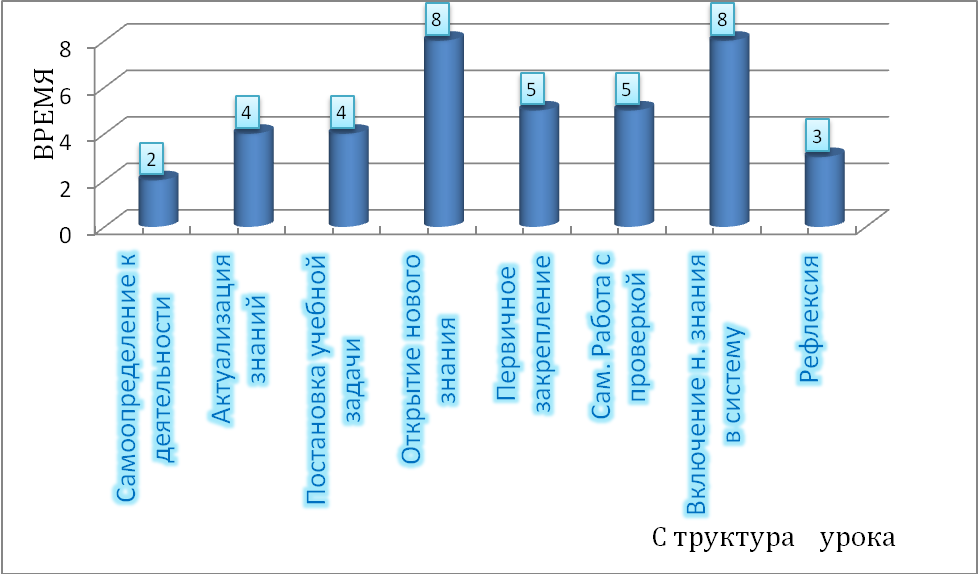 ВРЕМЯ
8
6
4
2
0
2
4
4
8
5
5
8
3
Самоопределение к
деятельности
Актуализация
знаний
Постановка учебной
задачи
Открытие нового
знания
Первичное
закрепление
Сам. Работа с
проверкой
Включение н. знания
в систему
Рефлексия
С труктура урока